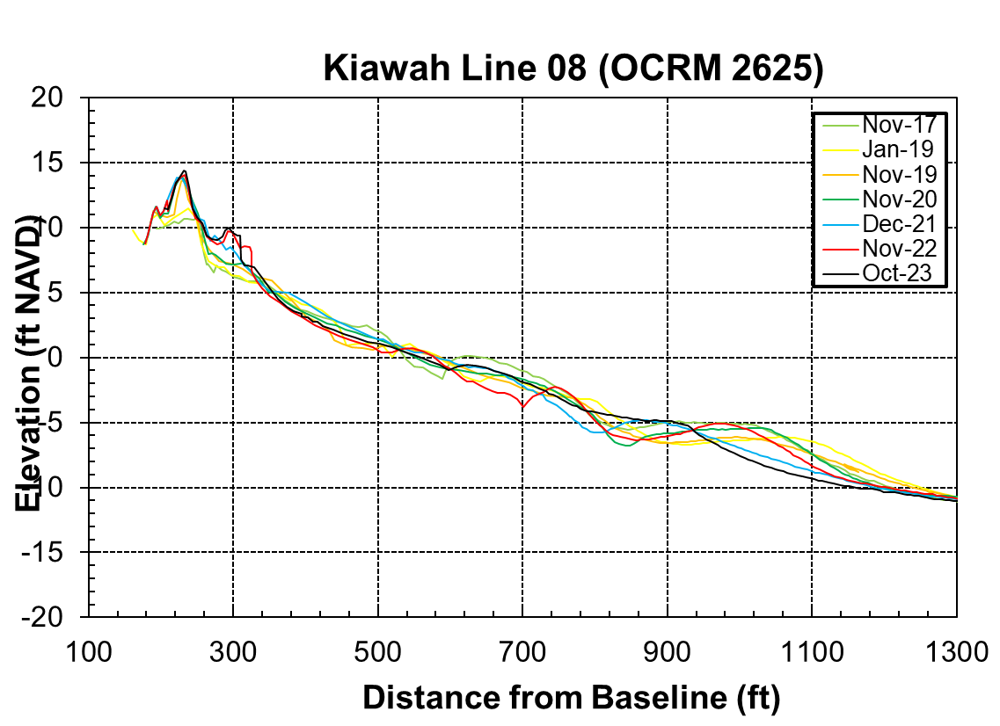 Kiawah Line 08 (OCRM 2625)
20
15
10
5
0
-5
-10
-15
-20
Elevation (ft NAVD)
Nov-17
Jan-19
Nov-19
Nov-20
Dec-21
Nov-22
Oct-23
100 300 500 700 900 1100 1300
Distance from Baseline (ft)